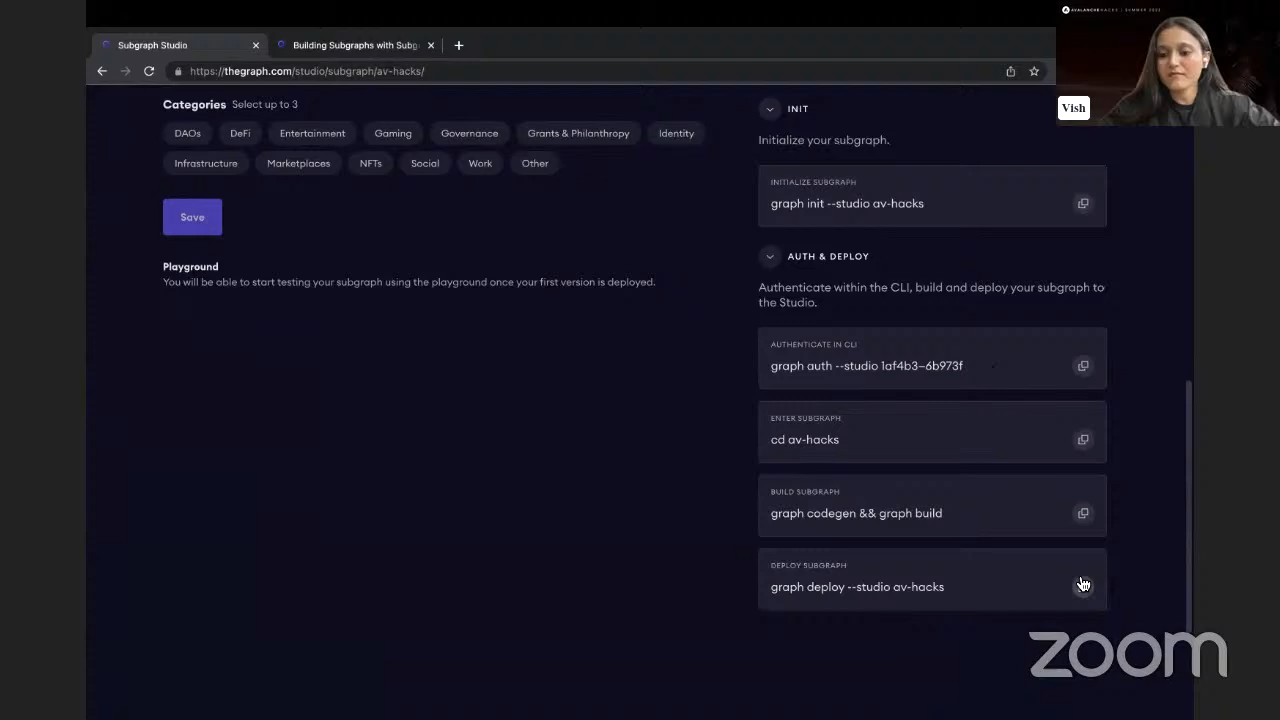 Subgraph Studio
Building Subgraphs with Subg
https://thegraph.com/studio/subgraph/av-hacks/
AVALANCHE HACKS | SUMMER 2022
Vish
Categories Select up to 3
DAOs DeFi Entertainment Gaming Governance Grants & Philanthropy Identity
Infrastructure Marketplaces NFTs Social Work Other
Save
Playground
You will be able to start testing your subgraph using the playground once your first version is deployed.
INIT
Initialize your subgraph.
INITIALIZE SUBGRAPH
graph init --studio av-hacks
AUTH & DEPLOY
Authenticate within the CLI, build and deploy your subgraph to
the Studio.
AUTHENTICATE IN CLI
graph auth --studio 1af4b3–6b973f
ENTER SUBGRAPH
cd av-hacks
BUILD SUBGRAPH
graph codegen && graph build
DEPLOY SUBGRAPH
graph deploy --studio av-hacks
zoom